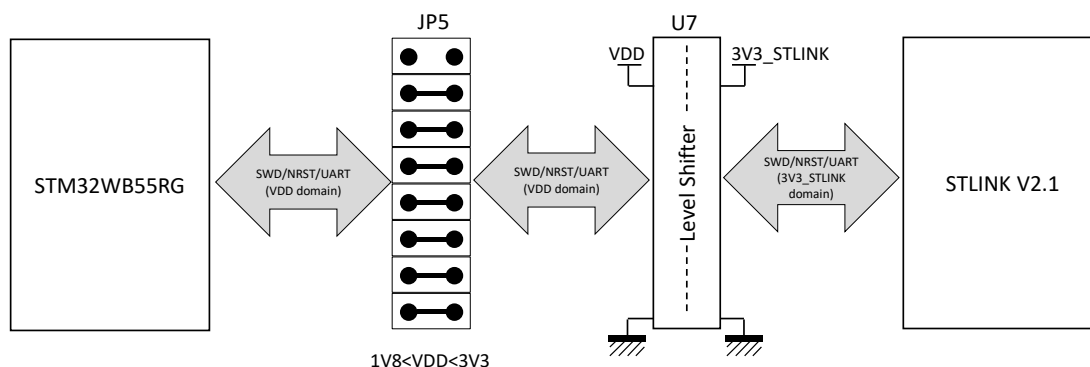 JP5
U7
VDD
3V3_STLINK
STM32WB55RG
SWD/NRST/UART
(VDD domain)
SWD/NRST/UART
(VDD domain)
Level Shifter
SWD/NRST/UART
(3V3_STLINK
domain)
STLINK V2.1
1V8<VDD<3V3